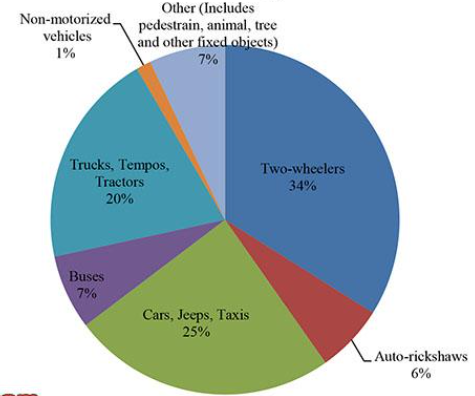 Other (Includes
pedestrain, animal, tree
and other fixed objects)
7%
Non-motorized
vehicles
1%
Two-wheelers
34%
Trucks, Tempos,
Tractors
20%
Buses
7%
Cars, Jeeps, Taxis
25%
Auto-rickshaws
6%